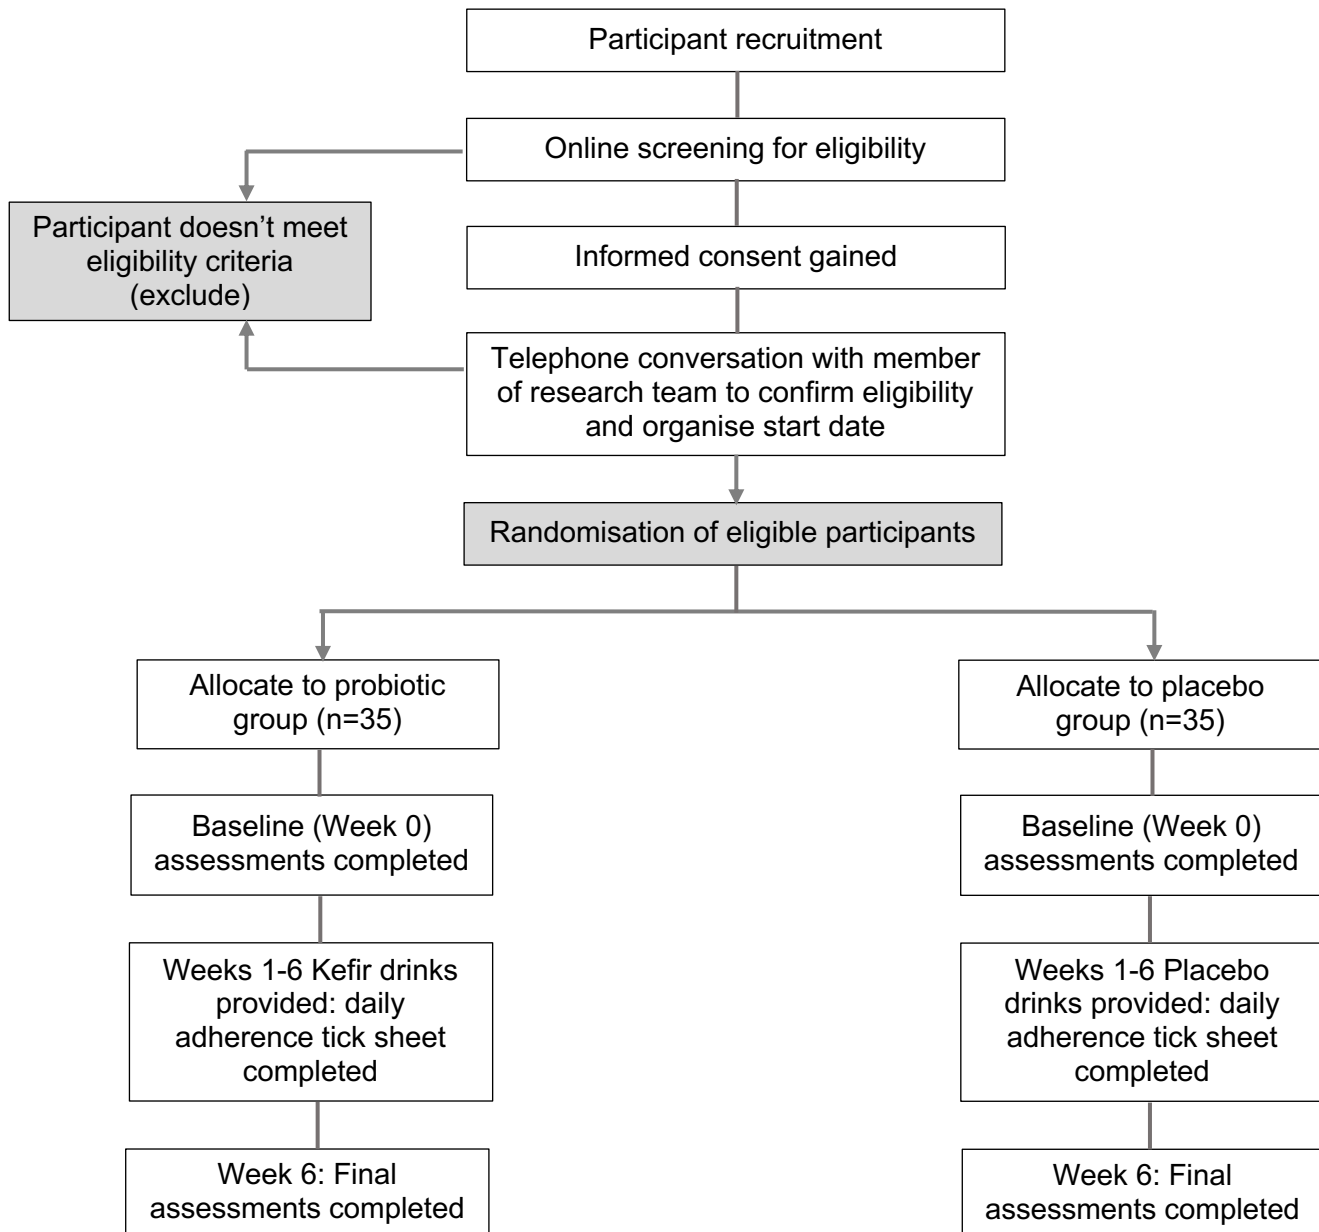 Participant recruitment
Online screening for eligibility
Participant doesn’t meet
eligibility criteria
(exclude)
Informed consent gained
Telephone conversation with member
of research team to confirm eligibility
and organise start date
Randomisation of eligible participants
Allocate to probiotic
group (n=35)
Allocate to placebo
group (n=35)
Baseline (Week 0)
assessments completed
Baseline (Week 0)
assessments completed
Weeks 1-6 Kefir drinks
provided: daily
adherence tick sheet
completed
Weeks 1-6 Placebo
drinks provided: daily
adherence tick sheet
completed
Week 6: Final
assessments completed
Week 6: Final
assessments completed